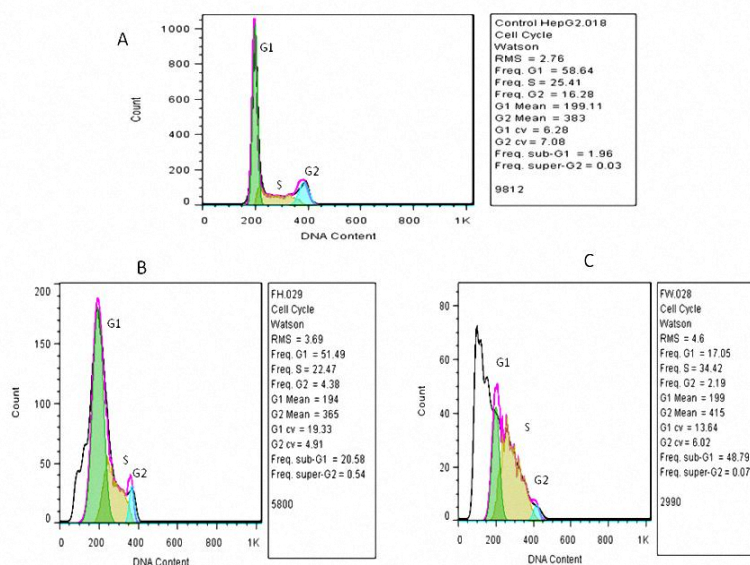 A
1000
800
600
400
200
0
Count
G1
S
G2
0 200 400 600 800 1K
DNA Content
Control HepG2.018
Cell Cycle
Watson
RMS = 2.76
Freq. G1 = 58.64
Freq. S = 25.41
Freq. G2 = 16.28
G1 Mean = 199.11
G2 Mean = 383
G1 cv = 6.28
G2 cv = 7.08
Freq. sub-G1 = 1.96
Freq. super-G2 = 0.03
9812
B
200
150
100
50
0
Count
G1
S
G2
0 200 400 600 800 1K
DNA Content
FH.029
Cell Cycle
Watson
RMS = 3.69
Freq. G1 = 51.49
Freq. S = 22.47
Freq. G2 = 4.38
G1 Mean = 194
G2 Mean = 365
G1 cv = 19.33
G2 cv = 4.91
Freq. sub-G1 = 20.58
Freq. super-G2 = 0.54
5800
C
80
60
40
20
0
Count
G1
S
G2
0 200 400 600 800 1K
DNA Content
FW.028
Cell Cycle
Watson
RMS = 4.6
Freq. G1 = 17.05
Freq. S = 34.42
Freq. G2 = 2.19
G1 Mean = 199
G2 Mean = 415
G1 cv = 13.64
G2 cv = 6.02
Freq. sub-G1 = 48.79
Freq. super-G2 = 0.07
2990